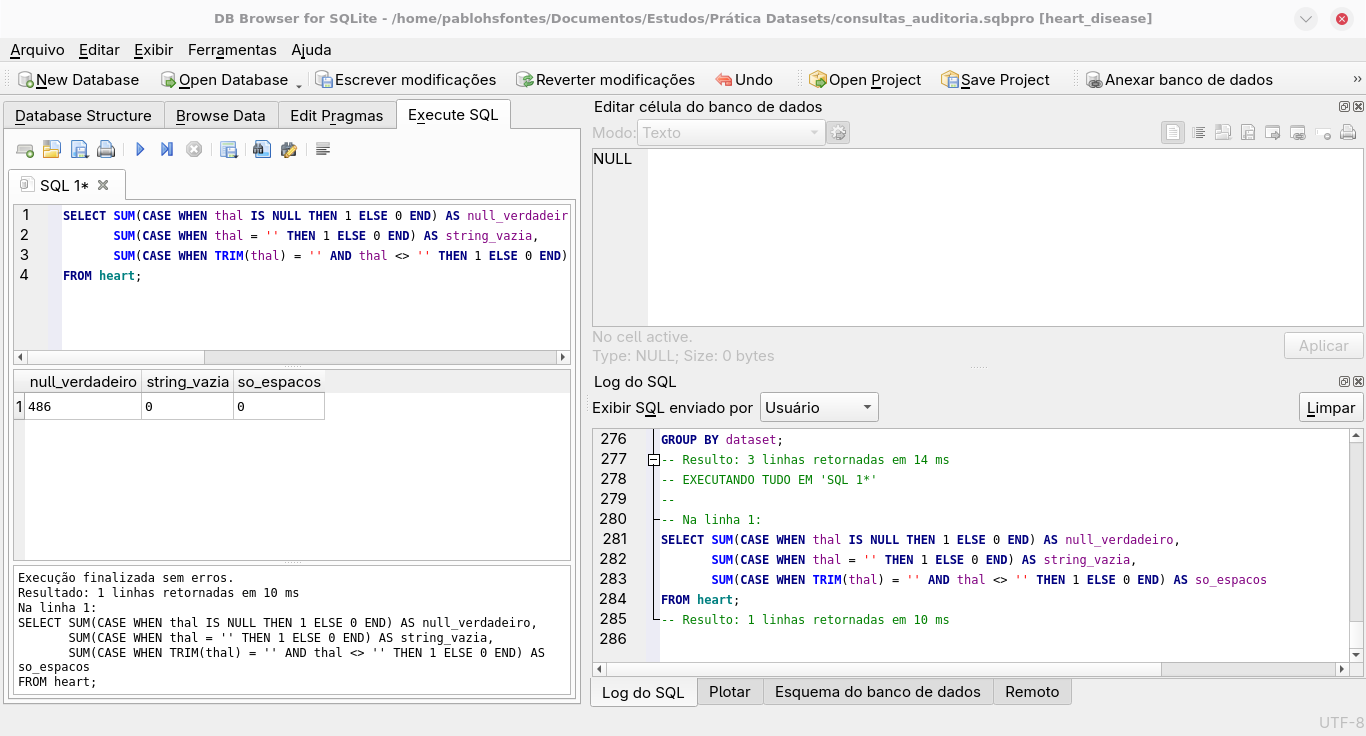 DB Browser for SQLite - /home/pablohsfontes/Documentos/Estudos/Prática Datasets/consultas_auditoria.sqbpro [heart_disease]
Arquivo Editar Exibir Ferramentas Ajuda
New Database Open Database Escrever modificações Reverter modificações Undo Open Project Save Project Anexar banco de dados »
Database Structure Browse Data Edit Pragmas Execute SQL
SQL 1*
1 SELECT SUM(CASE WHEN thal IS NULL THEN 1 ELSE 0 END) AS null_verdadeir
2 SUM(CASE WHEN thal = '' THEN 1 ELSE 0 END) AS string_vazia,
3 SUM(CASE WHEN TRIM(thal) = '' AND thal <> '' THEN 1 ELSE 0 END)
4 FROM heart;
null_verdadeiro string_vazia so_espacos
1 486 0 0
Execução finalizada sem erros.
Resultado: 1 linhas retornadas em 10 ms
Na linha 1:
SELECT SUM(CASE WHEN thal IS NULL THEN 1 ELSE 0 END) AS null_verdadeiro,
SUM(CASE WHEN thal = '' THEN 1 ELSE 0 END) AS string_vazia,
SUM(CASE WHEN TRIM(thal) = '' AND thal <> '' THEN 1 ELSE 0 END) AS
so_espacos
FROM heart;
Editar célula do banco de dados
Modo: Texto
NULL
No cell active.
Type: NULL; Size: 0 bytes
Aplicar
Log do SQL
Exibir SQL enviado por Usuário Limpar
276 GROUP BY dataset;
277 -- Resulto: 3 linhas retornadas em 14 ms
278 -- EXECUTANDO TUDO EM 'SQL 1*'
279 --
280 -- Na linha 1:
281 SELECT SUM(CASE WHEN thal IS NULL THEN 1 ELSE 0 END) AS null_verdadeiro,
282 SUM(CASE WHEN thal = '' THEN 1 ELSE 0 END) AS string_vazia,
283 SUM(CASE WHEN TRIM(thal) = '' AND thal <> '' THEN 1 ELSE 0 END) AS so_espacos
284 FROM heart;
285 -- Resulto: 1 linhas retornadas em 10 ms
286
Log do SQL Plotar Esquema do banco de dados Remoto
UTF-8